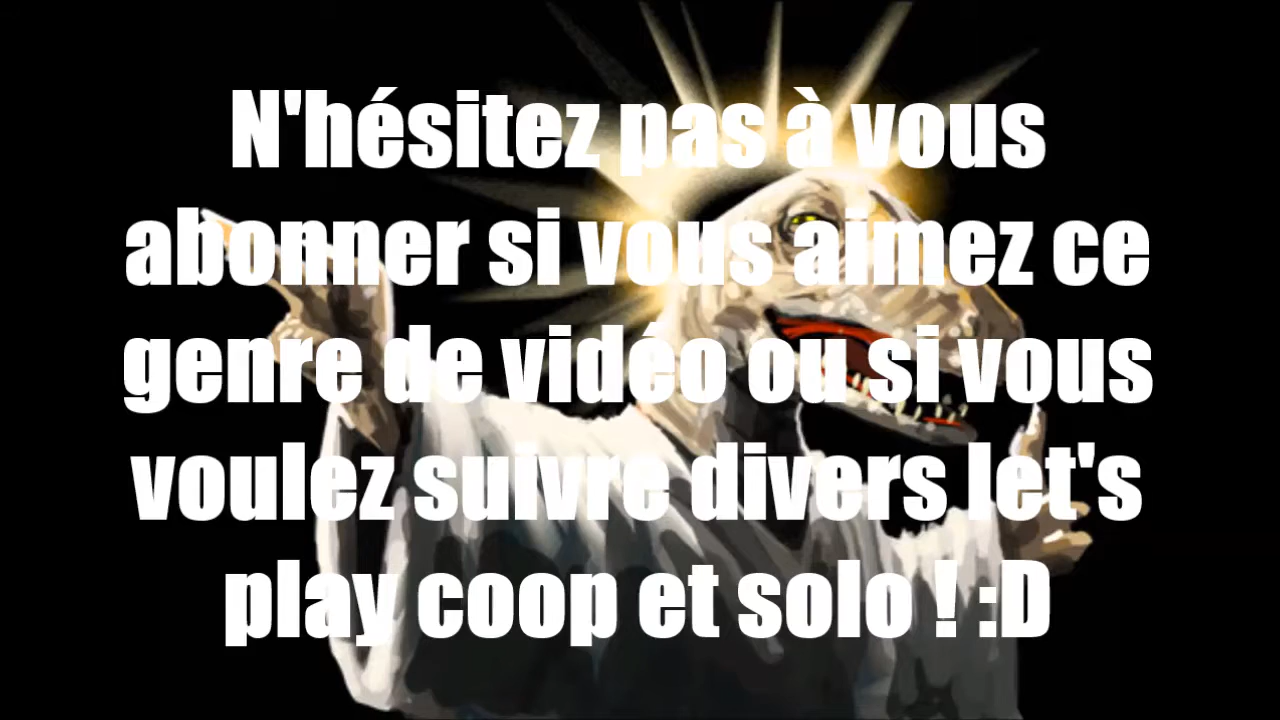 N'hésitez pas à vous
abonner si vous aimez ce
genre de vidéo ou si vous
voulez suivre divers let's
play coop et solo ! :D